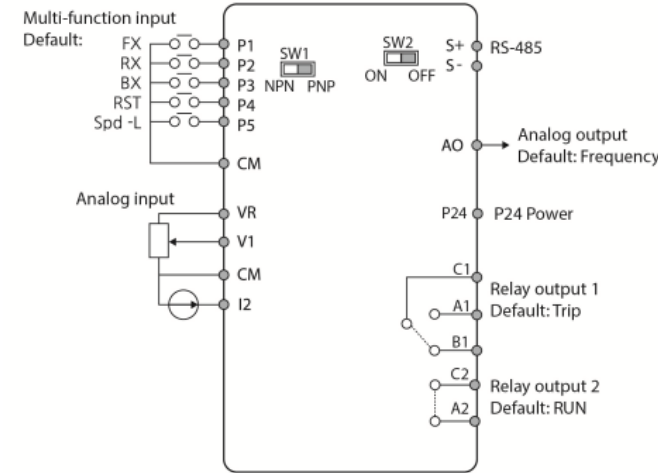 Multi-function input
Default:
FX P1
RX P2
BX P3
RST P4
Spd -L P5
CM
SW1
NPN PNP
SW2
ON OFF
S+ RS-485
S-
AO Analog output
Default: Frequency
Analog input
VR
V1
CM
I2
P24 P24 Power
C1
A1
B1
Relay output 1
Default: Trip
C2
A2
Relay output 2
Default: RUN